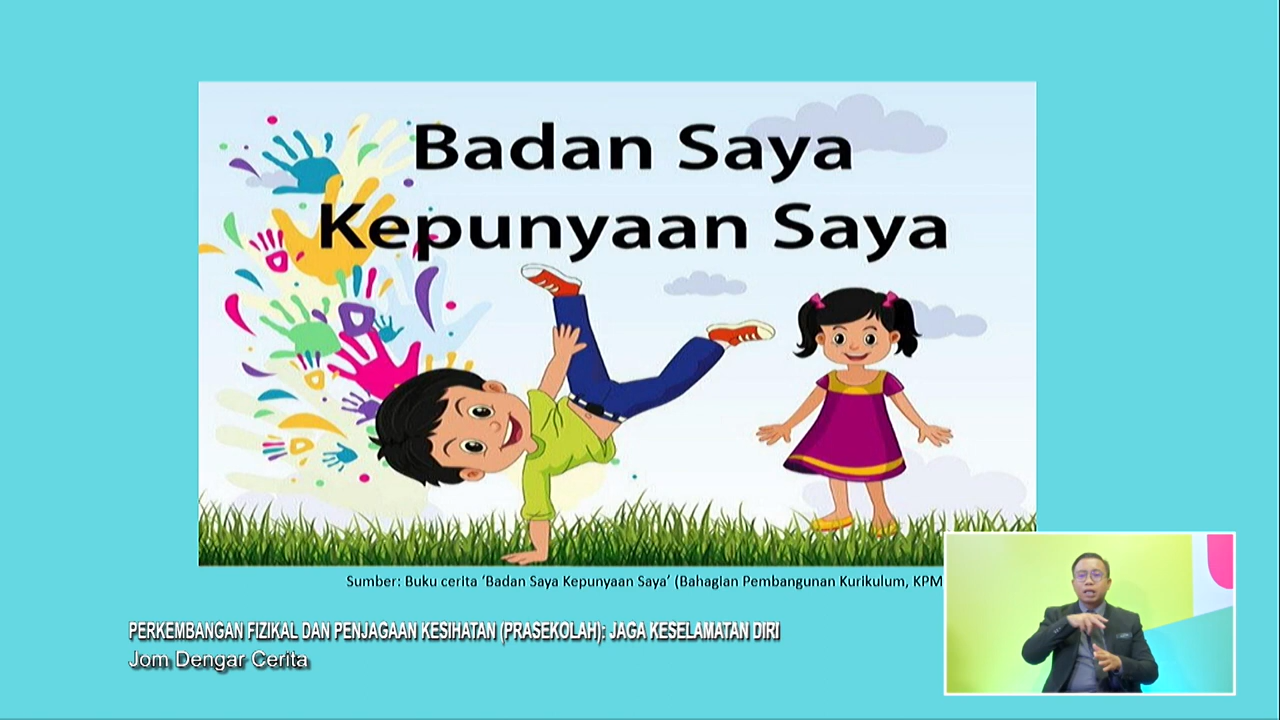 Badan Saya
Kepunyaan Saya
Sumber: Buku cerita 'Badan Saya Kepunyaan Saya' (Bahagian Pembangunan Kurikulum, KPM
PERKEMBANGAN FIZIKAL DAN PENJAGAAN KESIHATAN (PRASEKOLAH); JAGA KESELAMATAN DIRI
Jom Dengar Cerita